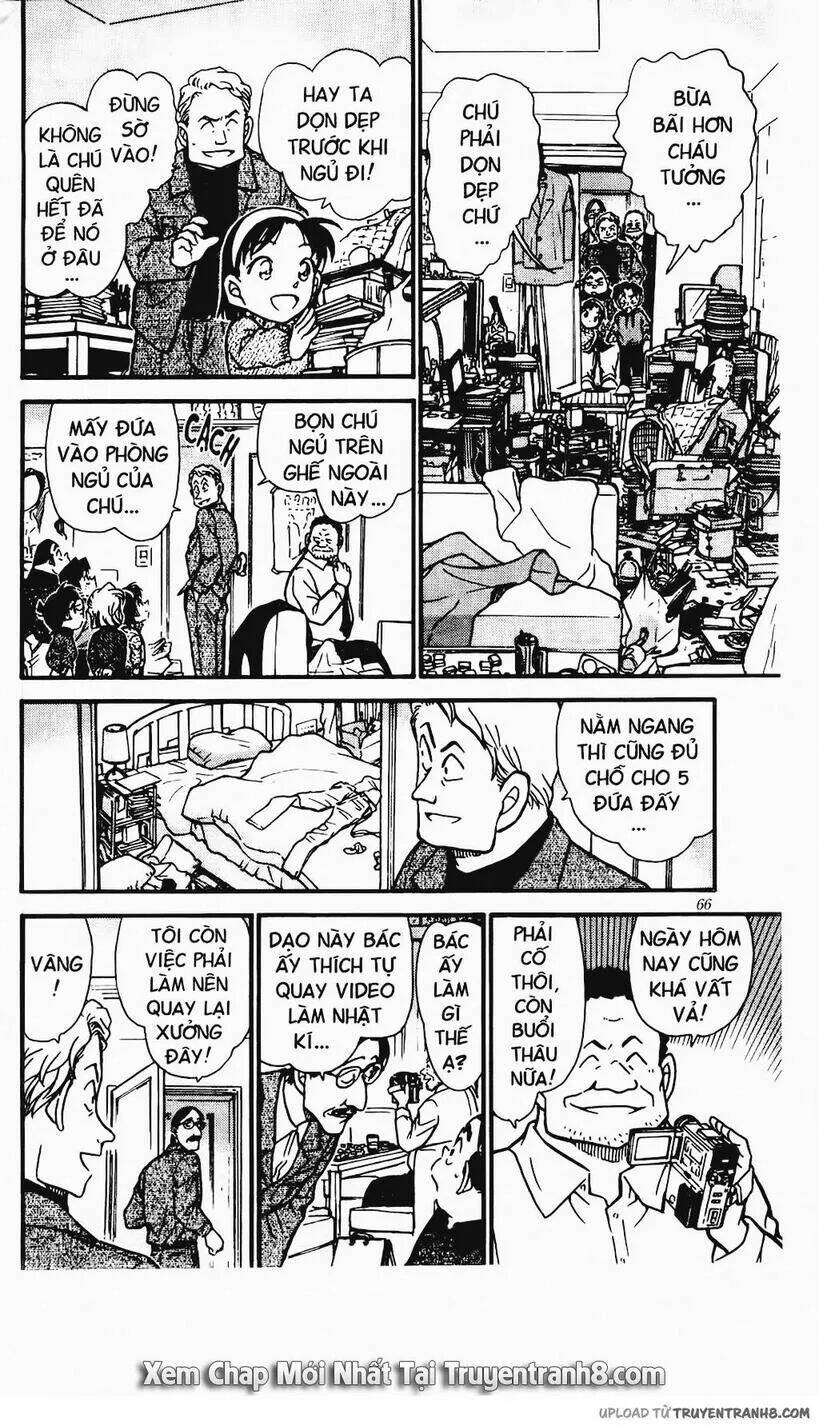 BỪA
BÃI HƠN
CHÁU
TƯỞNG
...
CHÚ
PHẢI
DỌN
DẸP
CHỨ
...
HAY TA
DỌN DẸP
TRƯỚC KHI
NGỦ ĐI!
ĐỪNG
SỜ
VÀO!
KHÔNG
LÀ CHÚ
QUÊN
HẾT ĐÃ
ĐỂ NÓ
Ở ĐÂU
...
BỌN CHÚ
NGỦ TRÊN
GHẾ NGOÀI
NÀY...
CẠCH
MẤY ĐỨA
VÀO PHÒNG
NGỦ CỦA
CHÚ...
NẰM NGANG
THÌ CŨNG ĐỦ
CHỖ CHO 5
ĐỨA ĐẤY
...
66
NGÀY HÔM
NAY CŨNG
KHÁ VẤT
VẢ!
PHẢI
CỐ
THÔI,
CÒN
BUỔI
THÂU
NỮA!
BÁC
ẤY LÀM
GÌ
THẾ
Ạ?
DẠO NÀY BÁC
ẤY THÍCH TỰ
QUAY VIDEO
LÀM NHẬT
KÍ...
TÔI CÒN
VIỆC PHẢI
LÀM NÊN
QUAY LẠI
XƯỞNG
ĐÂY!
VÂNG
!
Xem Chap Mới Nhất Tại Truyentranh8.com
UPLOAD TỪ TRUYENTRANH8.COM